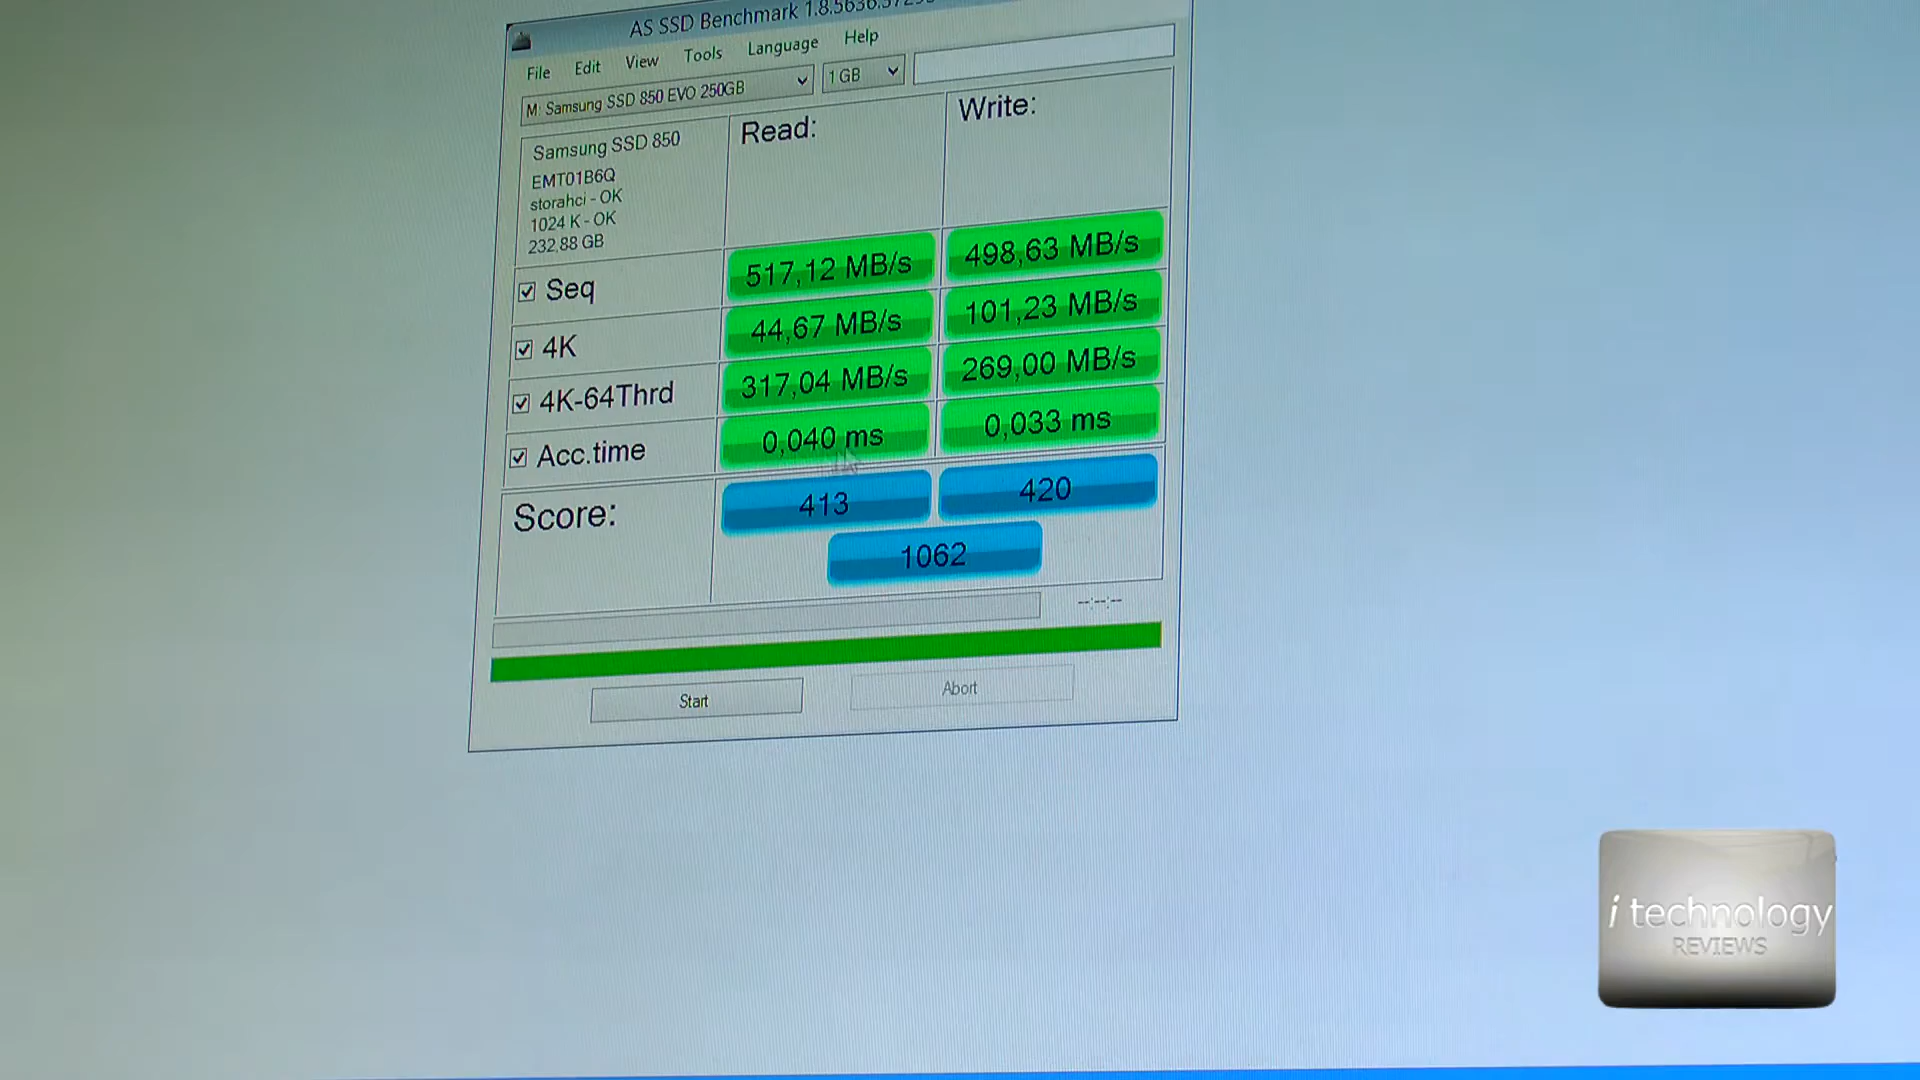 AS SSD Benchmark
File Edit View Tools Language Help
M: Samsung SSD 850 EVO 250GB 1 GB
Samsung SSD 850
EMT01B6Q
storahci - OK
1024 K - OK
232,88 GB
Read: Write:
Seq 517,12 MB/s 498,63 MB/s
4K 44,67 MB/s 101,23 MB/s
4K-64Thrd 317,04 MB/s 269,00 MB/s
Acc.time 0,040 ms 0,033 ms
Score: 413 420
1062
--:--:--
Start Abort
i technology
REVIEWS